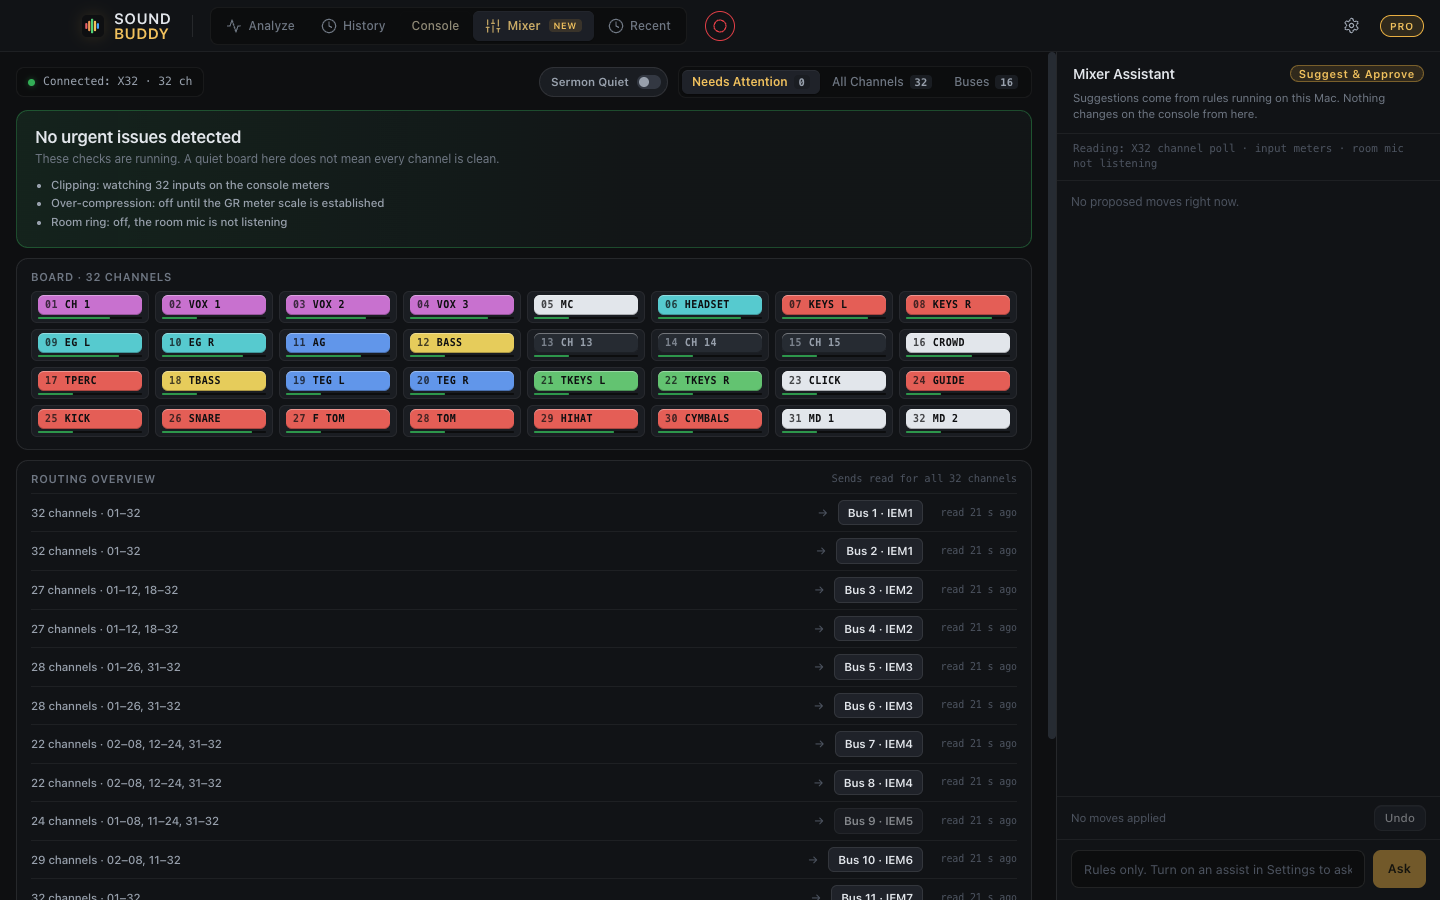 SOUND
BUDDY
Analyze
History
Console
Mixer NEW
Recent
PRO
Connected: X32 · 32 ch
Sermon Quiet
Needs Attention 0
All Channels 32
Buses 16
No urgent issues detected
These checks are running. A quiet board here does not mean every channel is clean.
• Clipping: watching 32 inputs on the console meters
• Over-compression: off until the GR meter scale is established
• Room ring: off, the room mic is not listening
BOARD · 32 CHANNELS
01 CH 1
02 VOX 1
03 VOX 2
04 VOX 3
05 MC
06 HEADSET
07 KEYS L
08 KEYS R
09 EG L
10 EG R
11 AG
12 BASS
13 CH 13
14 CH 14
15 CH 15
16 CROWD
17 TPERC
18 TBASS
19 TEG L
20 TEG R
21 TKEYS L
22 TKEYS R
23 CLICK
24 GUIDE
25 KICK
26 SNARE
27 F TOM
28 TOM
29 HIHAT
30 CYMBALS
31 MD 1
32 MD 2
ROUTING OVERVIEW
Sends read for all 32 channels
32 channels · 01–32 → Bus 1 · IEM1 read 21 s ago
32 channels · 01–32 → Bus 2 · IEM1 read 21 s ago
27 channels · 01–12, 18–32 → Bus 3 · IEM2 read 21 s ago
27 channels · 01–12, 18–32 → Bus 4 · IEM2 read 21 s ago
28 channels · 01–26, 31–32 → Bus 5 · IEM3 read 21 s ago
28 channels · 01–26, 31–32 → Bus 6 · IEM3 read 21 s ago
22 channels · 02–08, 12–24, 31–32 → Bus 7 · IEM4 read 21 s ago
22 channels · 02–08, 12–24, 31–32 → Bus 8 · IEM4 read 21 s ago
24 channels · 01–08, 11–24, 31–32 → Bus 9 · IEM5 read 21 s ago
29 channels · 02–08, 11–32 → Bus 10 · IEM6 read 21 s ago
32 channels · 01–32 → Bus 11 · IEM7 read 21 s ago
Mixer Assistant
Suggest & Approve
Suggestions come from rules running on this Mac. Nothing
changes on the console from here.
Reading: X32 channel poll · input meters · room mic
not listening
No proposed moves right now.
No moves applied
Undo
Rules only. Turn on an assist in Settings to ask
Ask